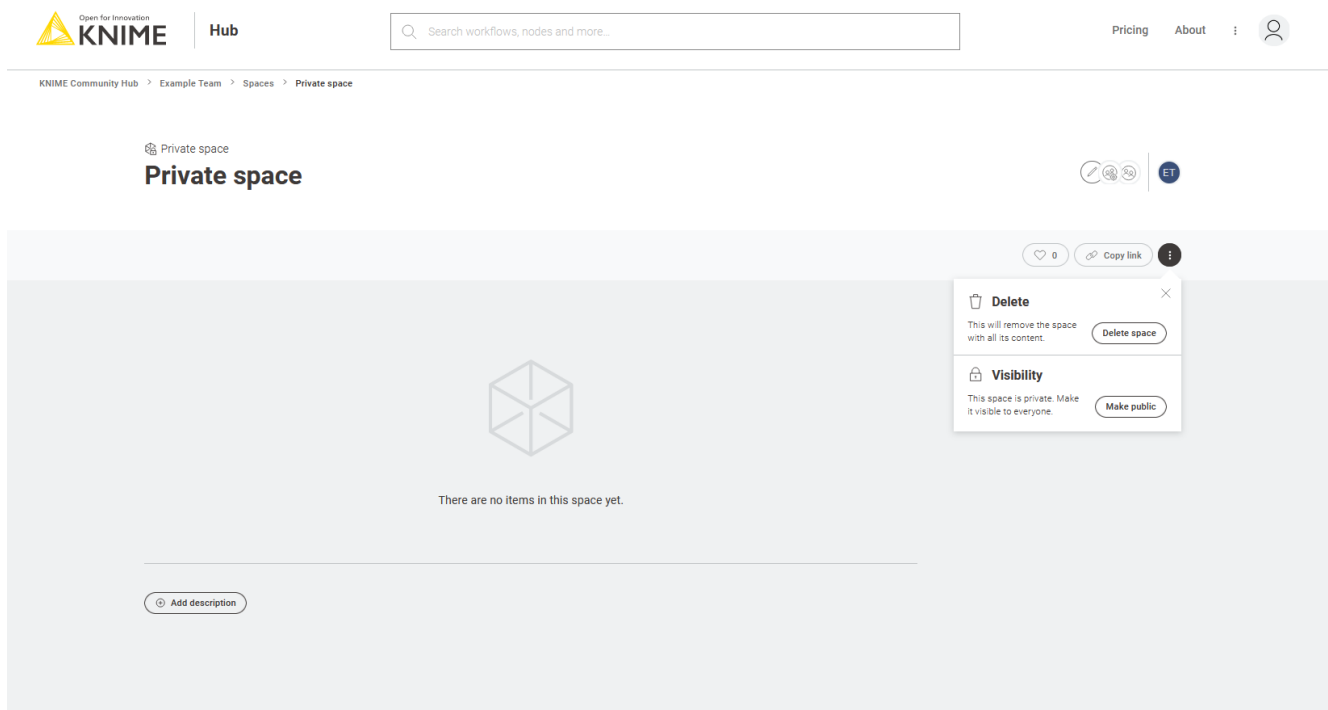 Open for Innovation
KNIME
Hub
Search workflows, nodes and more...
Pricing
About
KNIME Community Hub > Example Team > Spaces > Private space
Private space
Private space
ET
0
Copy link
Delete
This will remove the space
with all its content.
Delete space
Visibility
This space is private. Make
it visible to everyone.
Make public
There are no items in this space yet.
Add description